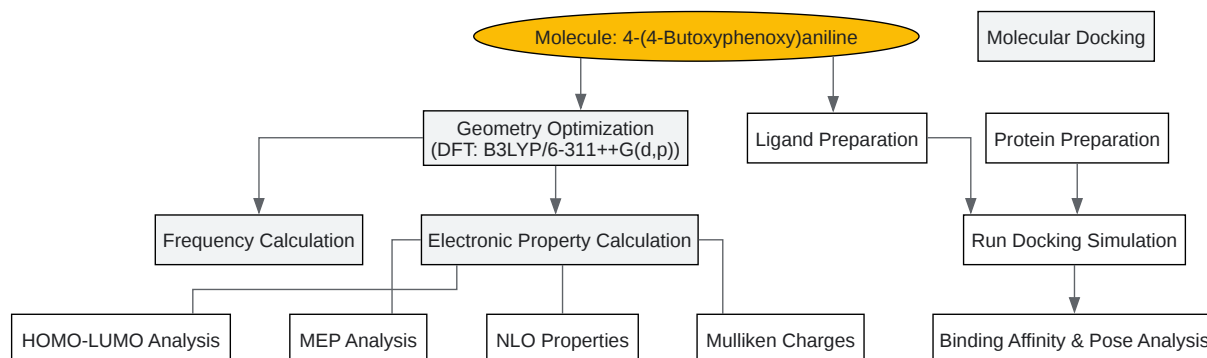 Molecule: 4-(4-Butoxyphenoxy)aniline
Molecular Docking
Geometry Optimization
(DFT: B3LYP/6-311++G(d,p))
Ligand Preparation
Protein Preparation
Frequency Calculation
Electronic Property Calculation
Run Docking Simulation
HOMO-LUMO Analysis
MEP Analysis
NLO Properties
Mulliken Charges
Binding Affinity & Pose Analysis